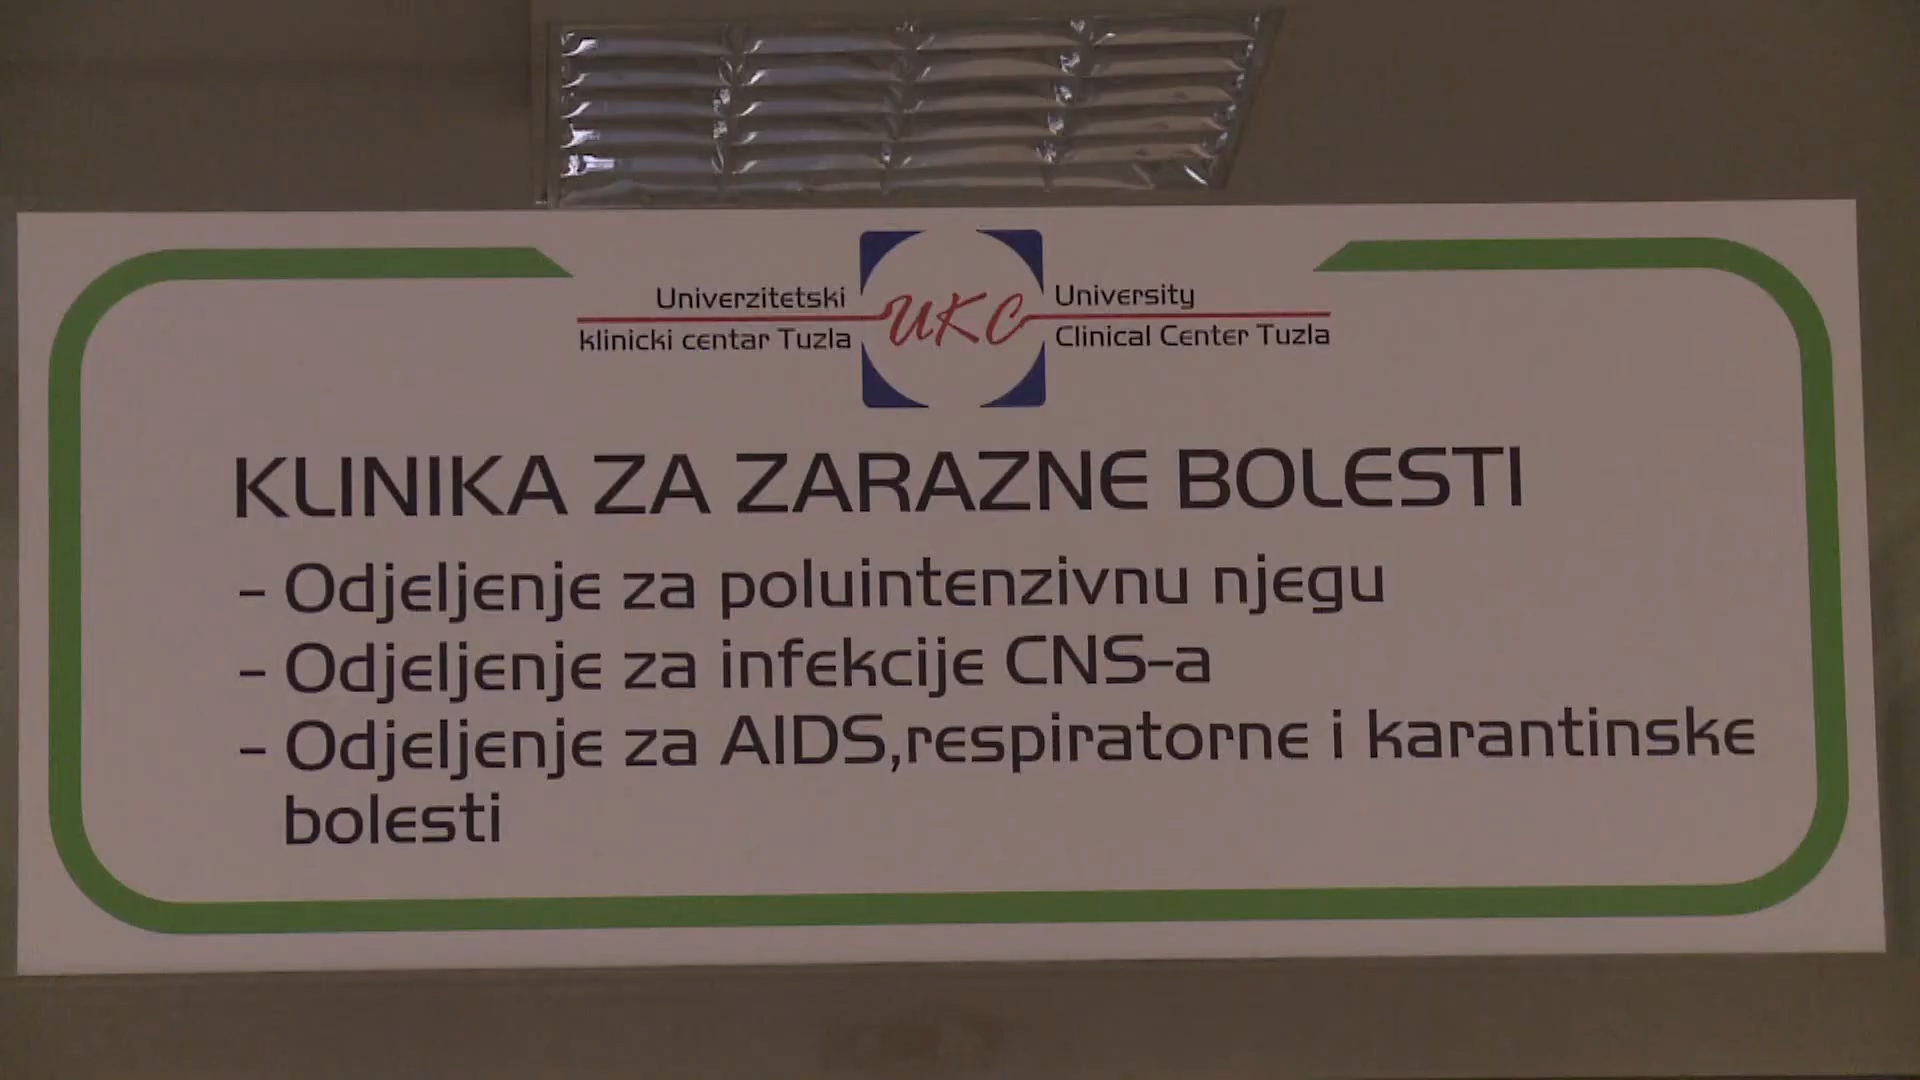 Univerzitetski
klinicki centar Tuzla
UKC
University
Clinical Center Tuzla
KLINIKA ZA ZARAZNE BOLESTI
- Odjeljenje za poluintenzivnu njegu
- Odjeljenje za infekcije CNS-a
- Odjeljenje za AIDS,respiratorne i karantinske
bolesti